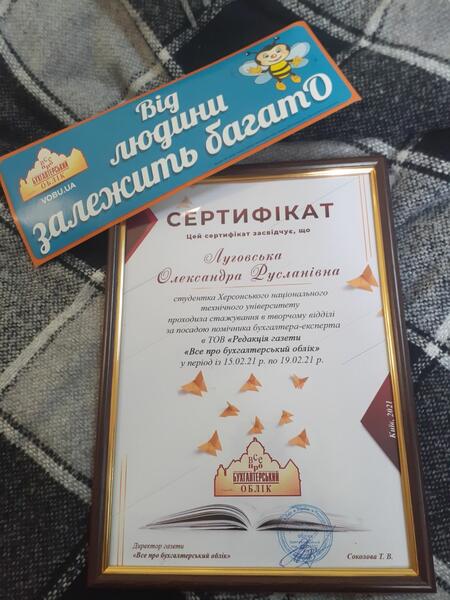 Від
людини
залежить багатО
Все
про
БУХГАЛТЕРСЬКИЙ
ОБЛІК
VOBU.UA
СЕРТИФІКАТ
Цей сертифікат засвідчує, що
Луговська
Олександра Русланівна
студентка Херсонського національного
технічного університету
проходила стажування в творчому відділі
за посадою помічника бухгалтера-експерта
в ТОВ «Редакція газети
«Все про бухгалтерський облік»
у період із 15.02.21 р. по 19.02.21 р.
Київ, 2021
Все
про
БУХГАЛТЕРСЬКИЙ
ОБЛІК
Директор газети
«Все про бухгалтерський облік»
Соколова Т. В.